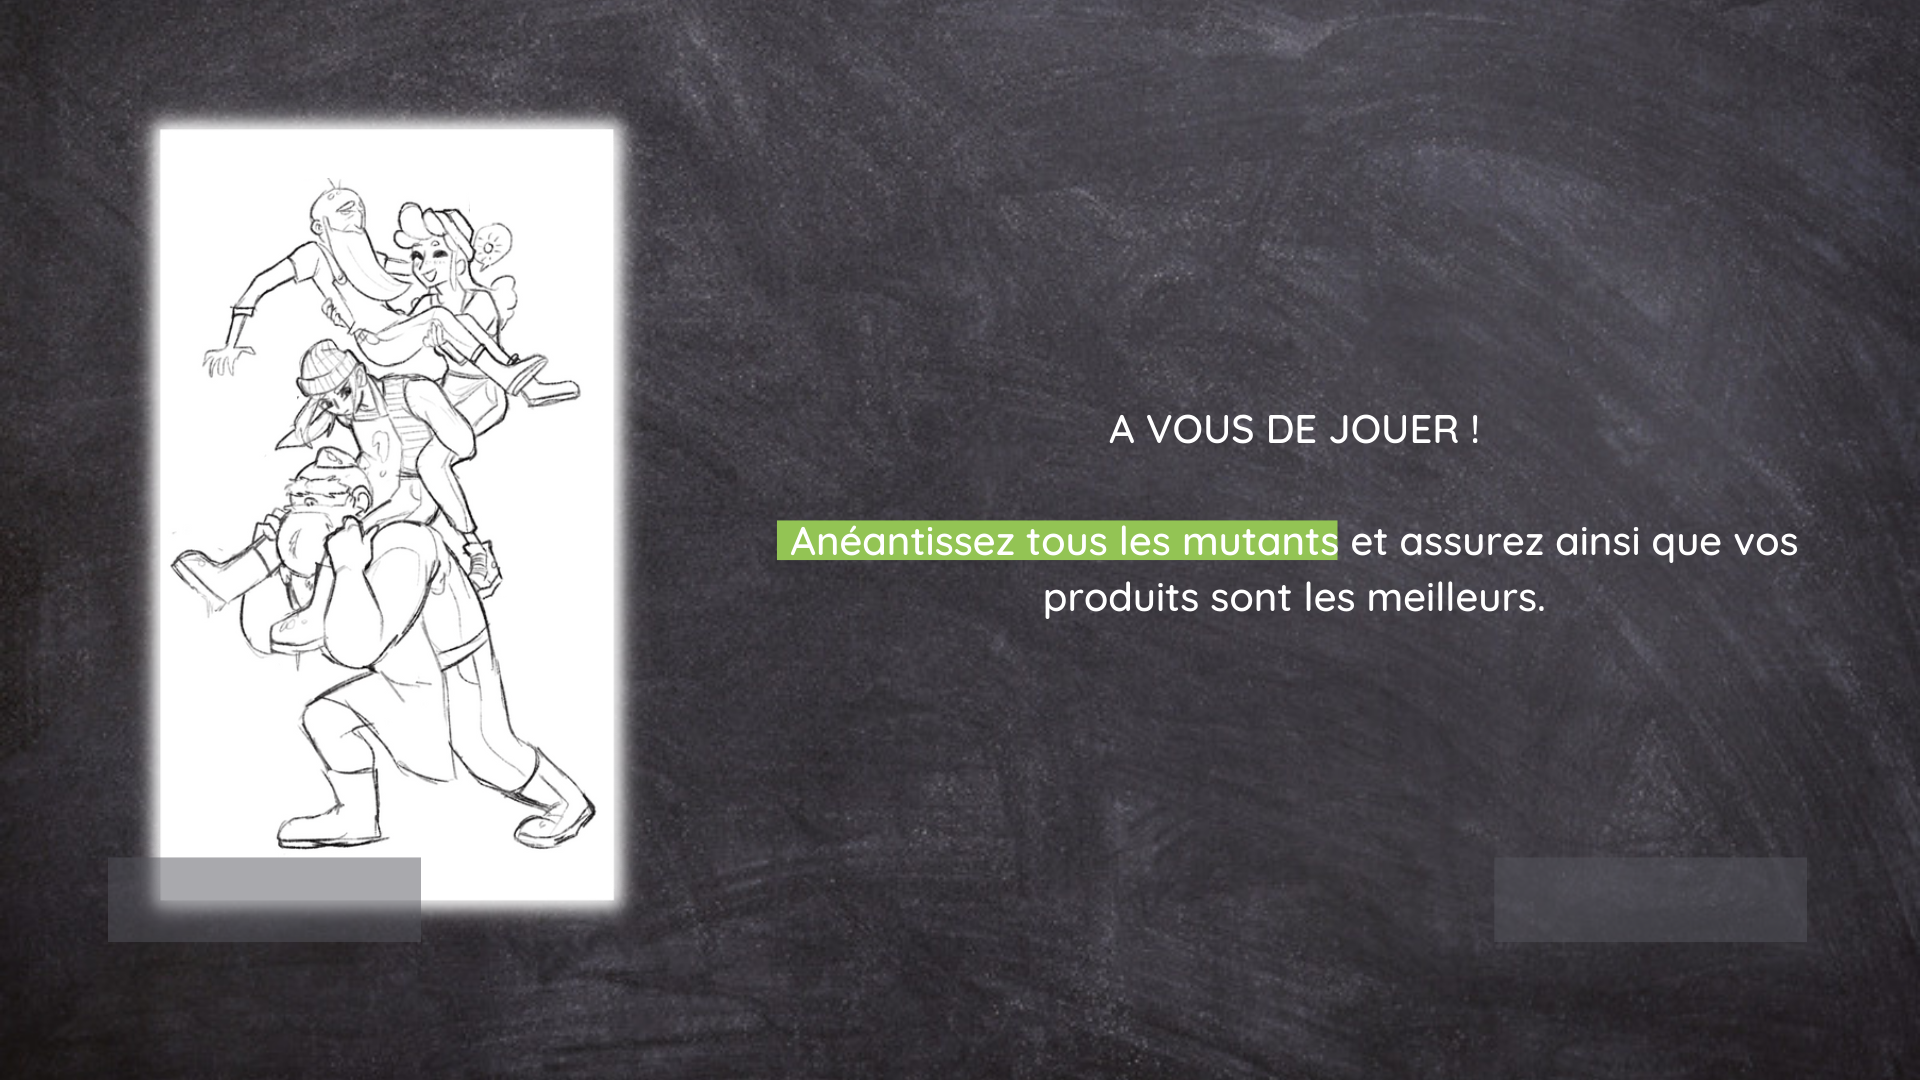 A VOUS DE JOUER !
Anéantissez tous les mutants et assurez ainsi que vos
produits sont les meilleurs.